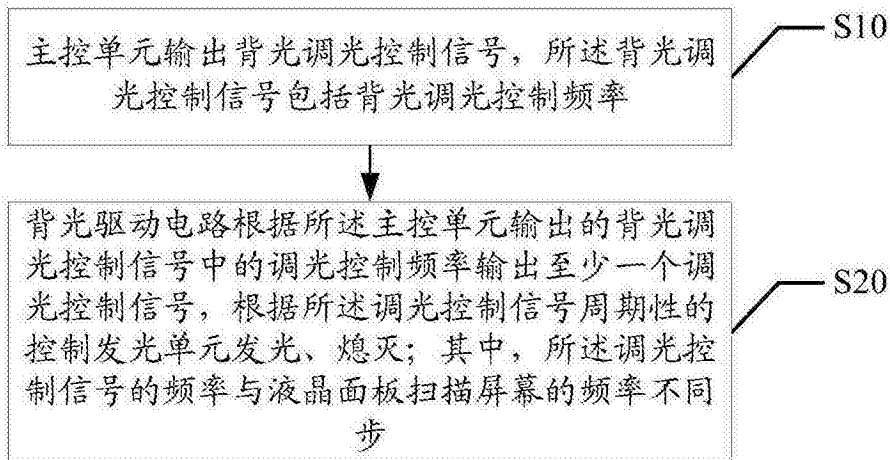 主控单元输出背光调光控制信号，所述背光调
光控制信号包括背光调光控制频率
S10
背光驱动电路根据所述主控单元输出的背光调
光控制信号中的调光控制频率输出至少一个调
光控制信号，根据所述调光控制信号周期性的
控制发光单元发光、熄灭；其中，所述调光控
制信号的频率与液晶面板扫描屏幕的频率不同
步
S20